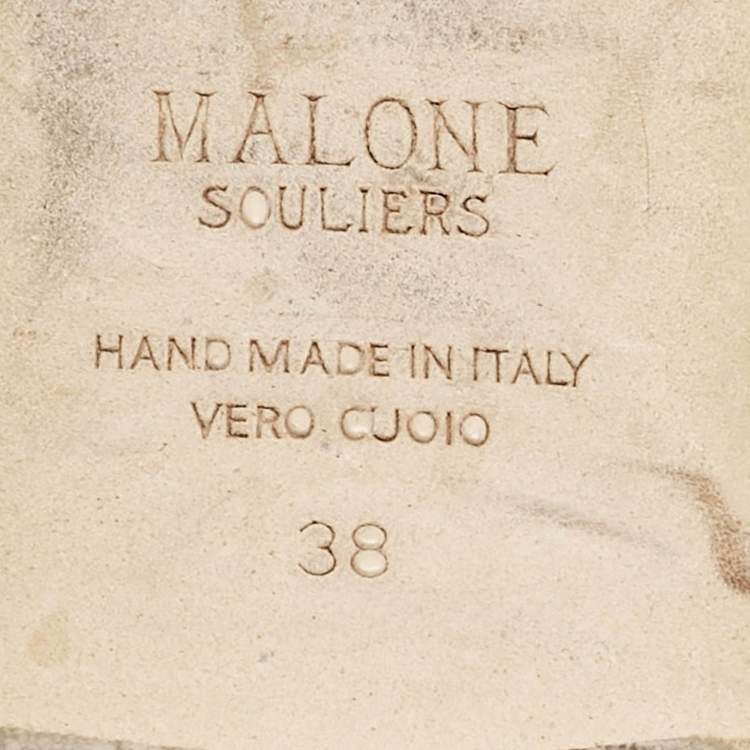 MALONE
SOULIERS
HAND MADE IN ITALY
VERO CUOIO
38